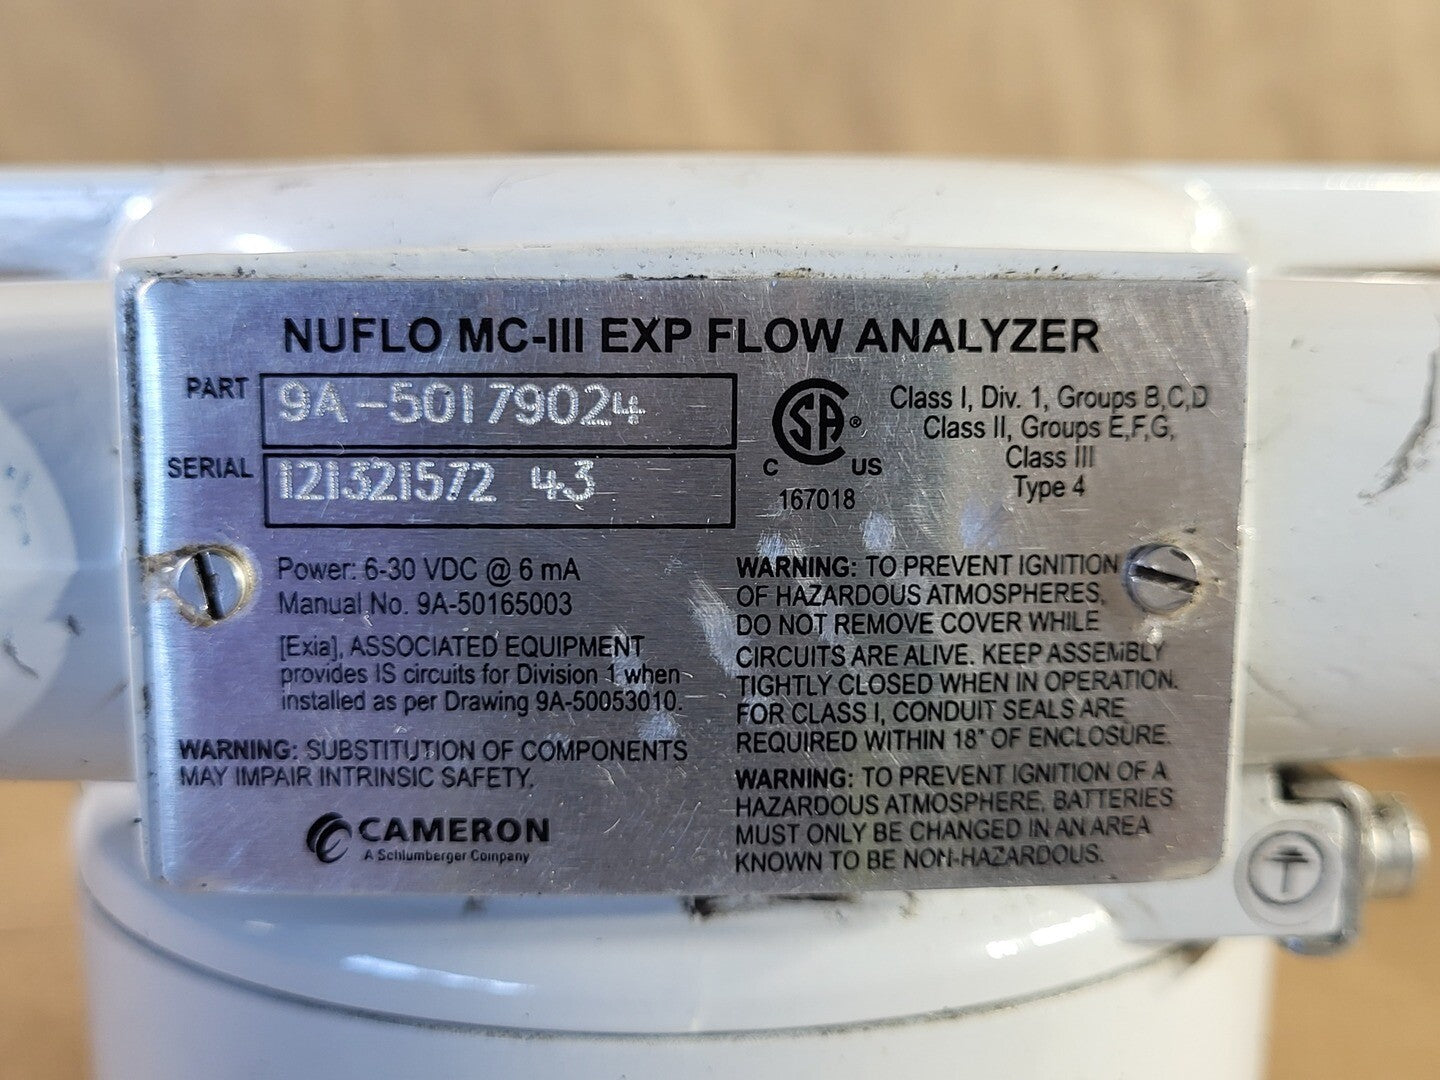 NUFLO MC-III EXP FLOW ANALYZER
PART 9A-50179024
SERIAL 121321572 43
SA ®
C US
167018
Class I, Div. 1, Groups B,C,D
Class II, Groups E,F,G,
Class III
Type 4
Power: 6-30 VDC @ 6 mA
Manual No. 9A-50165003
[Exia], ASSOCIATED EQUIPMENT
provides IS circuits for Division 1 when
installed as per Drawing 9A-50053010.
WARNING: SUBSTITUTION OF COMPONENTS
MAY IMPAIR INTRINSIC SAFETY.
CAMERON
A Schlumberger Company
WARNING: TO PREVENT IGNITION
OF HAZARDOUS ATMOSPHERES,
DO NOT REMOVE COVER WHILE
CIRCUITS ARE ALIVE. KEEP ASSEMBLY
TIGHTLY CLOSED WHEN IN OPERATION.
FOR CLASS I, CONDUIT SEALS ARE
REQUIRED WITHIN 18" OF ENCLOSURE.
WARNING: TO PREVENT IGNITION OF A
HAZARDOUS ATMOSPHERE, BATTERIES
MUST ONLY BE CHANGED IN AN AREA
KNOWN TO BE NON-HAZARDOUS.